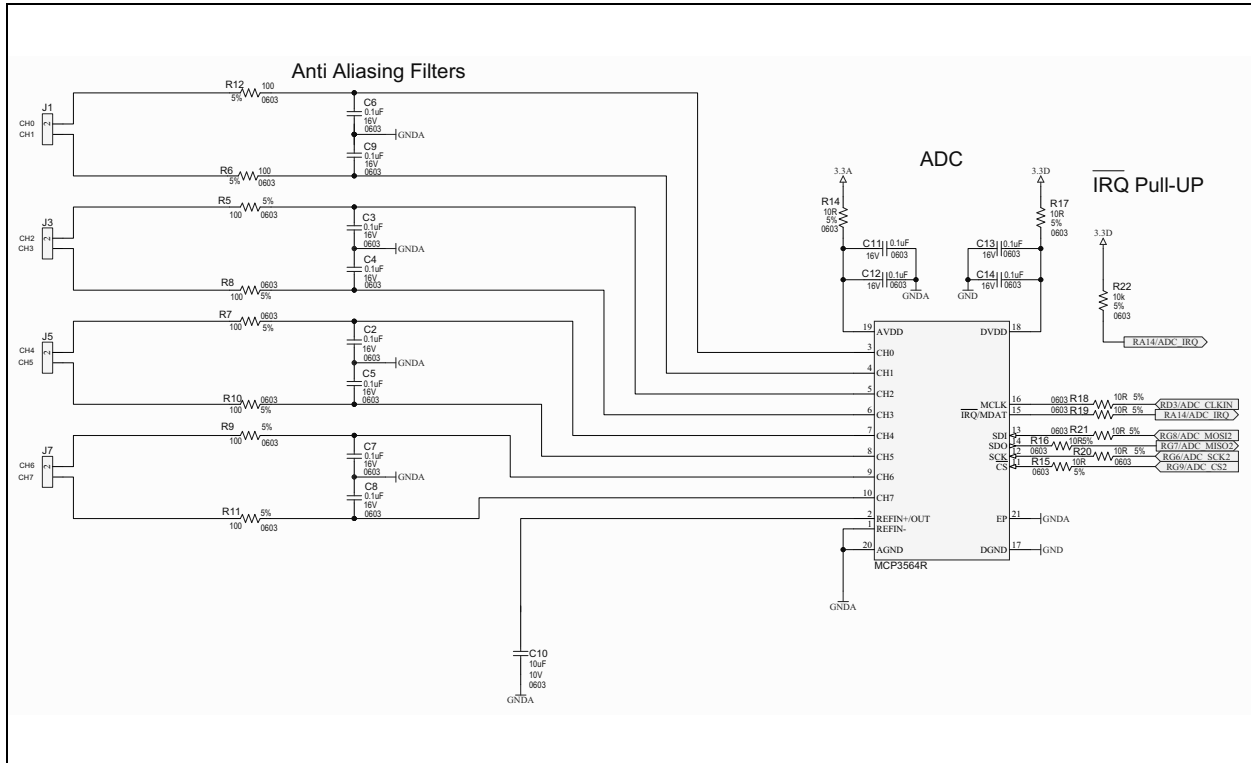 Anti Aliasing Filters
R12
100
5%
0603
J1
CH0
CH1
2
C6
0.1uF
16V
0603
GNDA
C9
0.1uF
16V
0603
R6
100
5%
0603
R5
5%
100
0603
J3
CH2
CH3
2
C3
0.1uF
16V
0603
GNDA
C4
0.1uF
16V
0603
R8
0603
100
5%
R7
0603
100
5%
J5
CH4
CH5
2
C2
0.1uF
16V
0603
GNDA
C5
0.1uF
16V
0603
R10
0603
100
5%
R9
5%
100
0603
J7
CH6
CH7
2
C7
0.1uF
16V
0603
GNDA
C8
0.1uF
16V
0603
R11
5%
100
0603
C10
10uF
10V
0603
GNDA
ADC
3.3A
R14
10R
5%
0603
C11
0.1uF
16V
0603
C12
0.1uF
16V
0603
GNDA
3.3D
R17
10R
5%
0603
C13
0.1uF
16V
0603
C14
0.1uF
16V
0603
GND
IRQ Pull-UP
3.3D
R22
10k
5%
0603
RA14/ADC_IRQ
19
AVDD
DVDD
18
3
CH0
4
CH1
5
CH2
6
CH3
7
CH4
8
CH5
9
CH6
10
CH7
2
REFIN+/OUT
1
REFIN-
20
AGND
MCLK
16
0603
R18
10R 5%
RD3/ADC_CLKIN
IRQ/MDAT
15
0603
R19
10R 5%
RA14/ADC_IRQ
SDI
13
0603
R21
10R 5%
RG8/ADC_MOSI2
SDO
14
R16
10R5%
0603
RG7/ADC_MISO2
SCK
12
R20
10R 5%
0603
RG6/ADC_SCK2
CS
11
R15
10R
0603
5%
RG9/ADC_CS2
EP
21
GNDA
DGND
17
GND
MCP3564R
GNDA